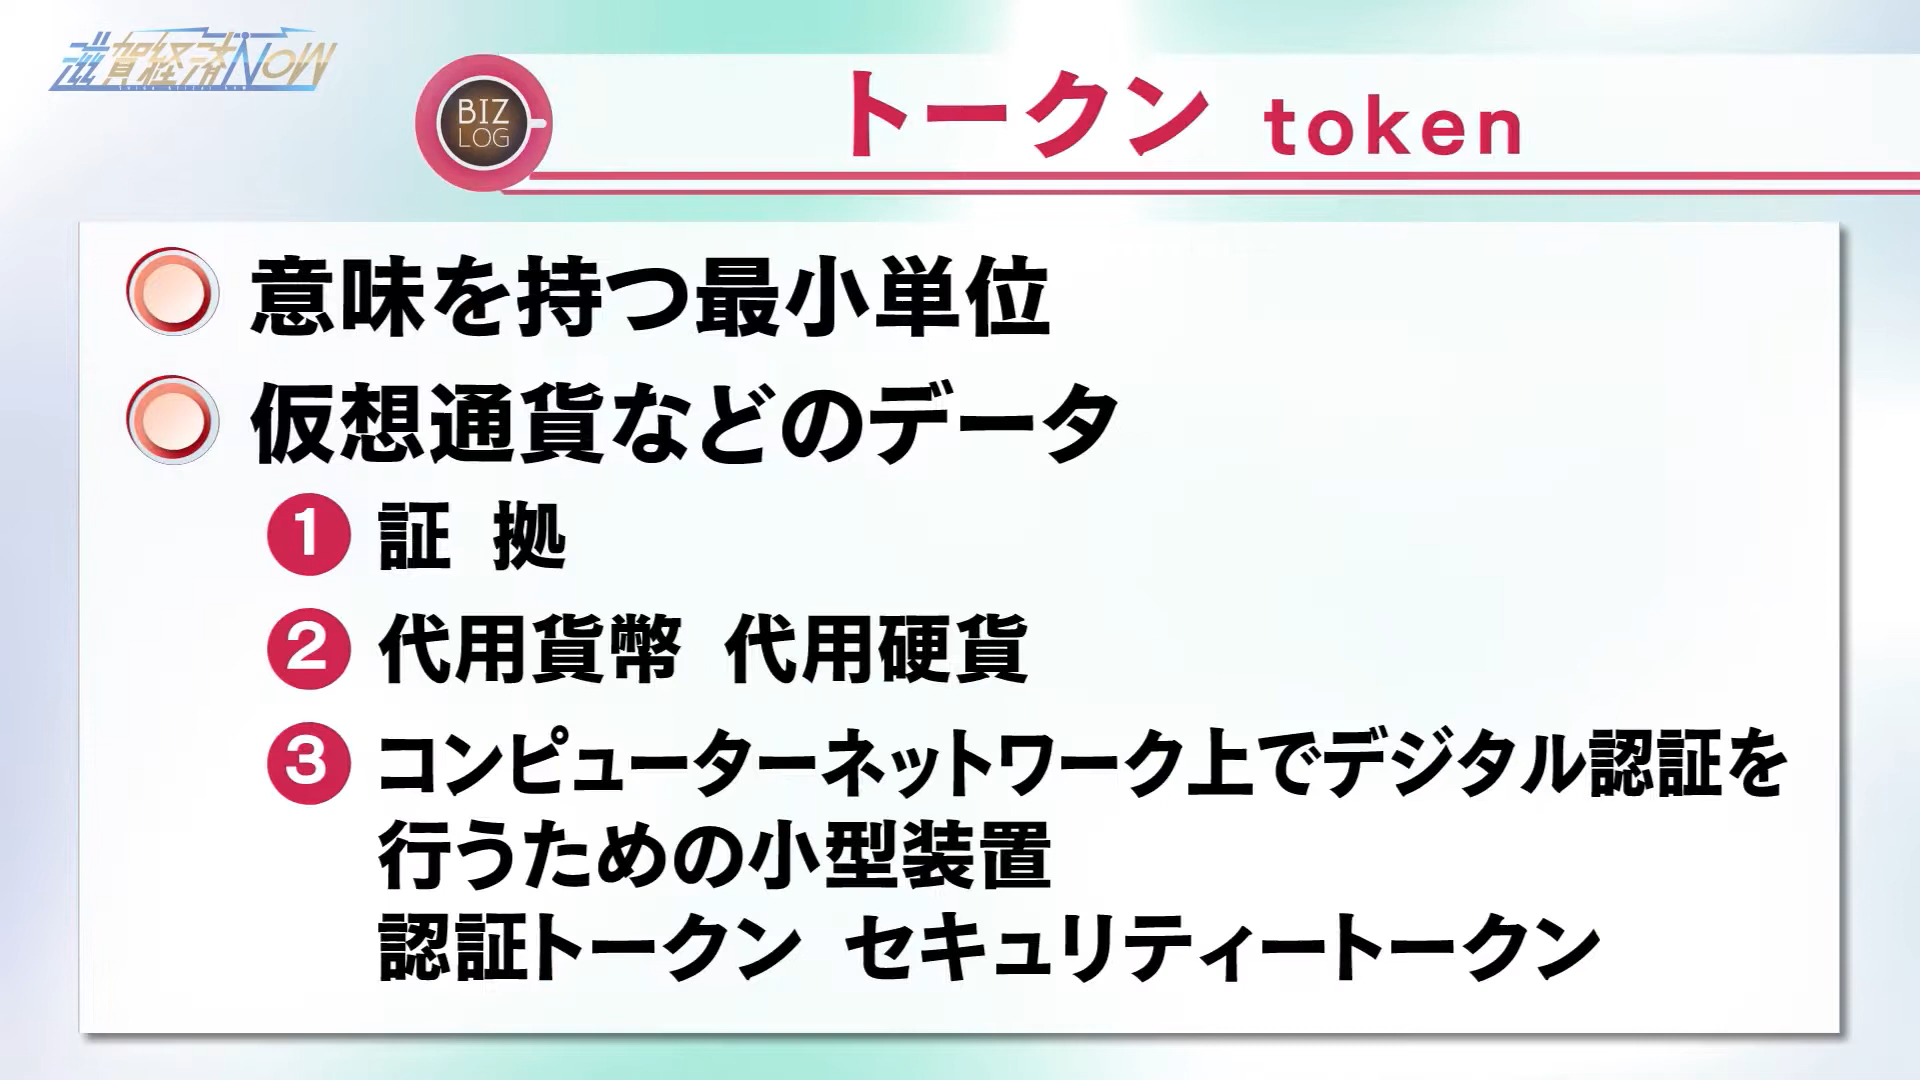 滋賀経済NOW
BIZ
LOG
トークン token
意味を持つ最小単位
仮想通貨などのデータ
1 証 拠
2 代用貨幣 代用硬貨
3 コンピューターネットワーク上でデジタル認証を
行うための小型装置
認証トークン セキュリティートークン